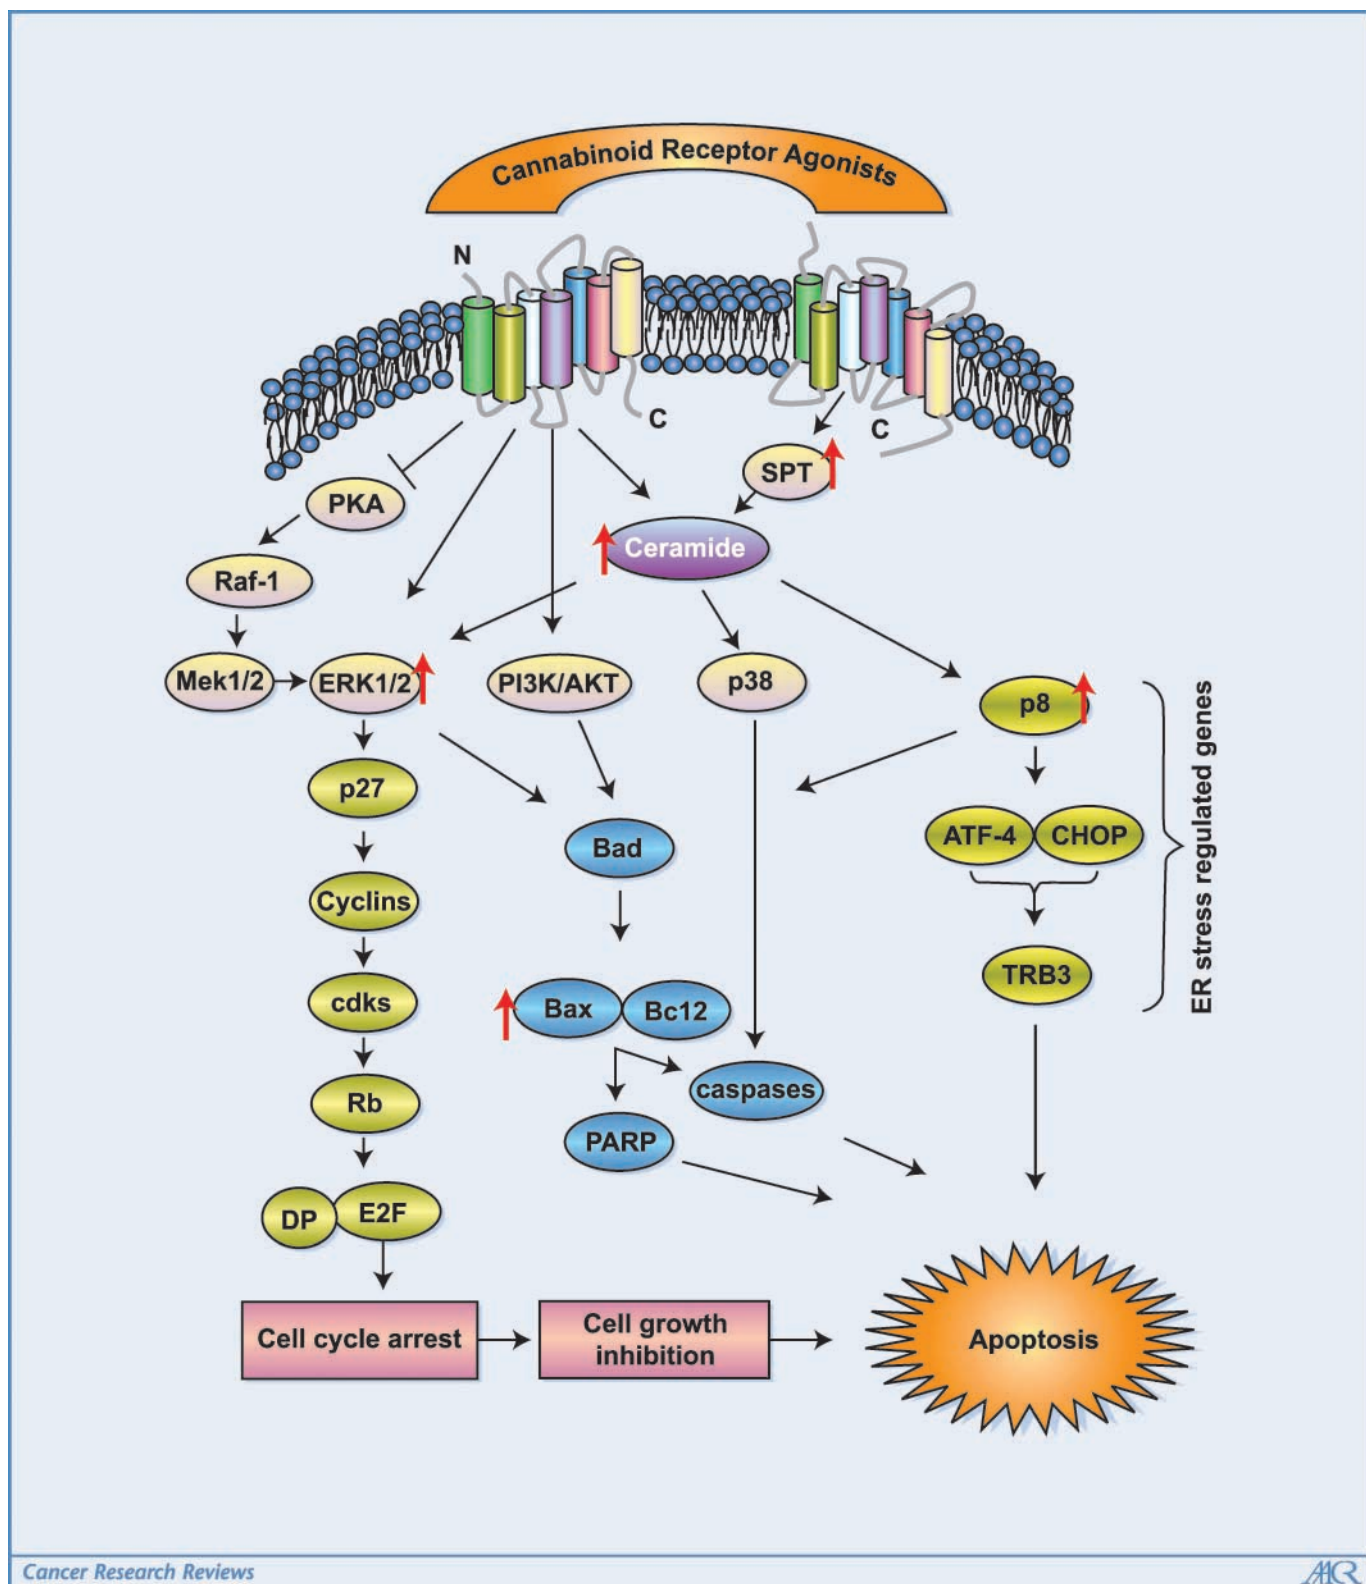 Cannabinoid Receptor Agonists
N
C
C
SPT
PKA
Ceramide
Raf-1
Mek1/2
ERK1/2
PI3K/AKT
p38
p8
p27
ATF-4
CHOP
Bad
Cyclins
TRB3
ER stress regulated genes
cdks
Bax
Bc12
caspases
Rb
PARP
DP
E2F
Cell cycle arrest
Cell growth
inhibition
Apoptosis
Cancer Research Reviews
AACR